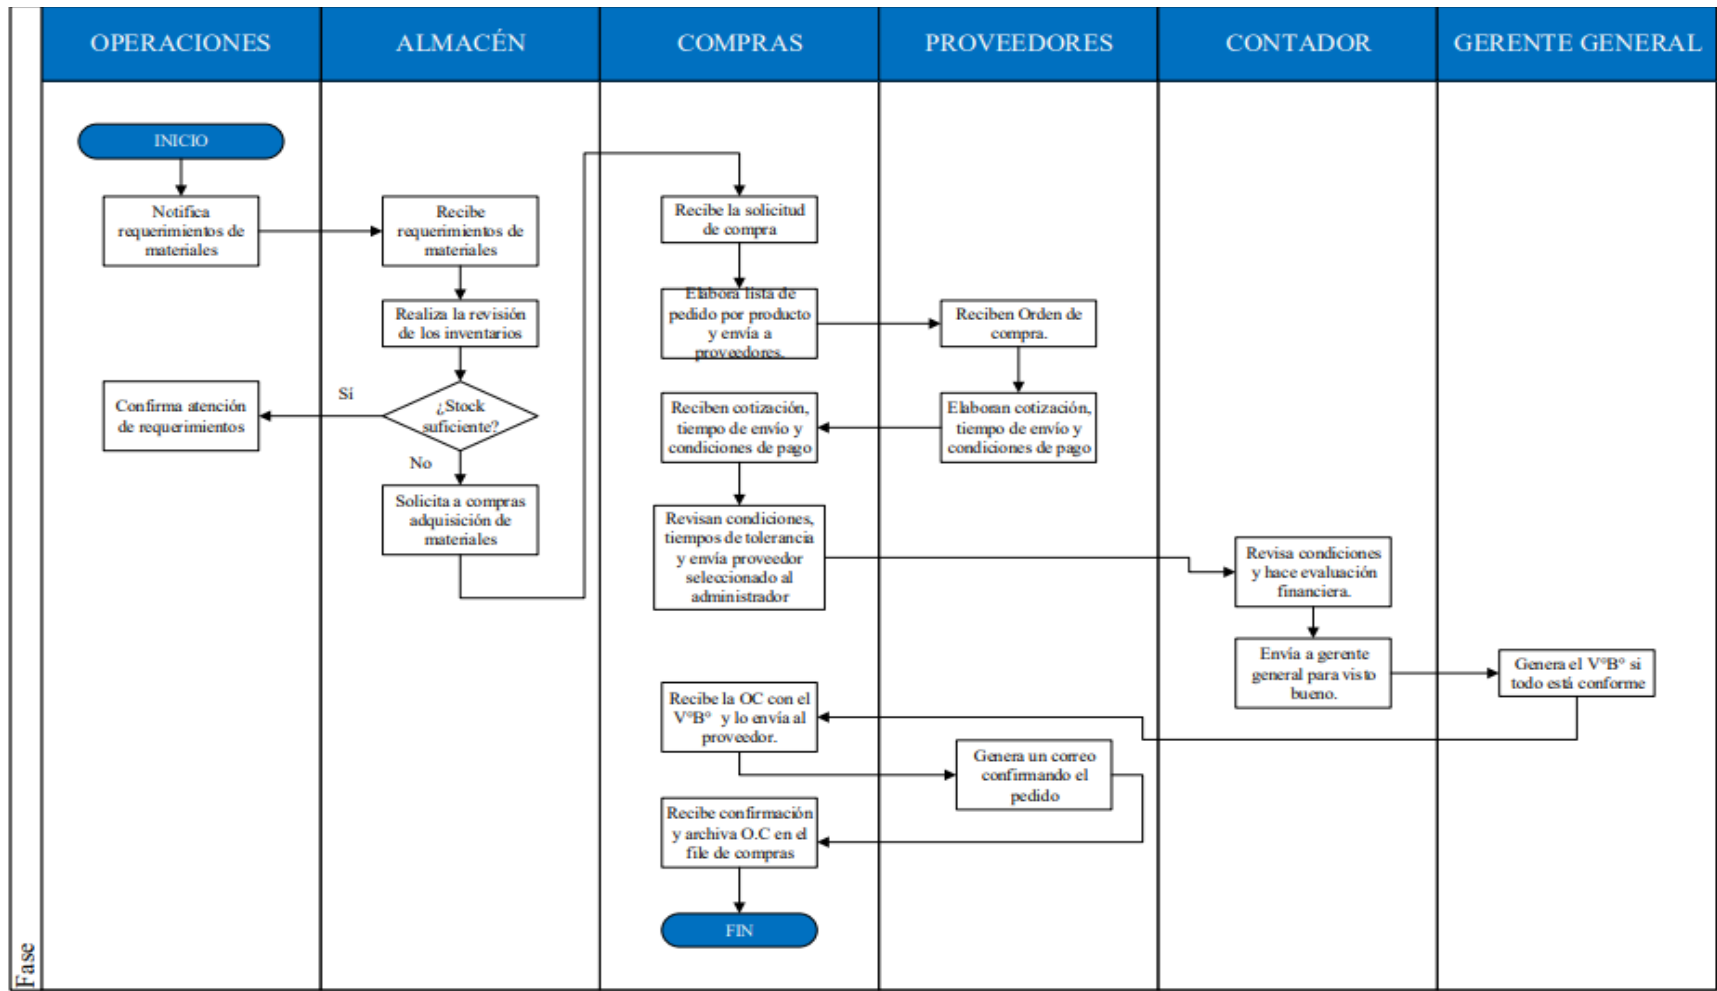 OPERACIONES
ALMACÉN
COMPRAS
PROVEEDORES
CONTADOR
GERENTE GENERAL
INICIO
Notifica
requerimientos de
materiales
Recibe
requerimientos de
materiales
Recibe la solicitud
de compra
Realiza la revisión
de los inventarios
Elabora lista de
pedido por producto
y envía a
proveedores.
Reciben Orden de
compra.
Confirma atención
de requerimientos
Sí
¿Stock
suficiente?
No
Reciben cotización,
tiempo de envío y
condiciones de pago
Elaboran cotización,
tiempo de envío y
condiciones de pago
Solicita a compras
adquisición de
materiales
Revisan condiciones,
tiempos de tolerancia
y envía proveedor
seleccionado al
administrador
Revisa condiciones
y hace evaluación
financiera.
Envía a gerente
general para visto
bueno.
Genera el V°B° si
todo está conforme
Recibe la OC con el
V°B° y lo envía al
proveedor.
Genera un correo
confirmando el
pedido
Recibe confirmación
y archiva O.C en el
file de compras
FIN
Fase